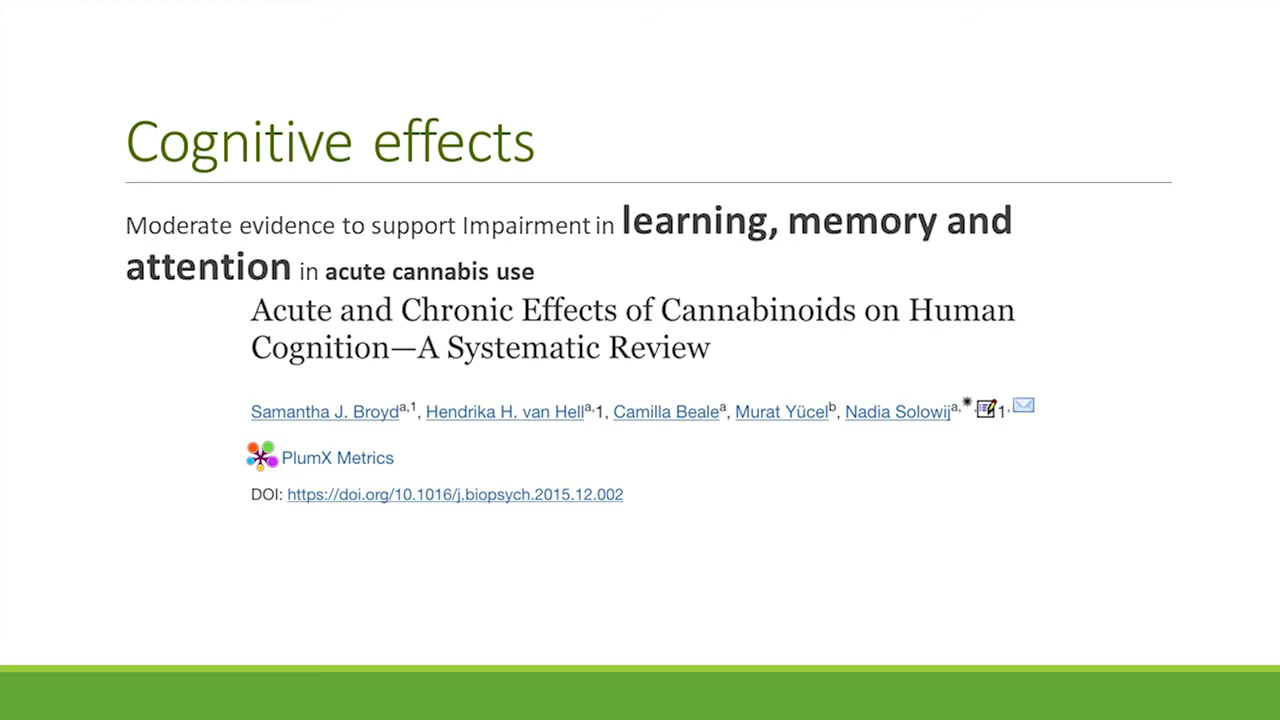 Cognitive effects
Moderate evidence to support Impairment in learning, memory and
attention in acute cannabis use
Acute and Chronic Effects of Cannabinoids on Human
Cognition—A Systematic Review
Samantha J. Broyda,1, Hendrika H. van Hella,1, Camilla Bealea, Murat Yücelb, Nadia Solowija,*,1,
PlumX Metrics
DOI: https://doi.org/10.1016/j.biopsych.2015.12.002